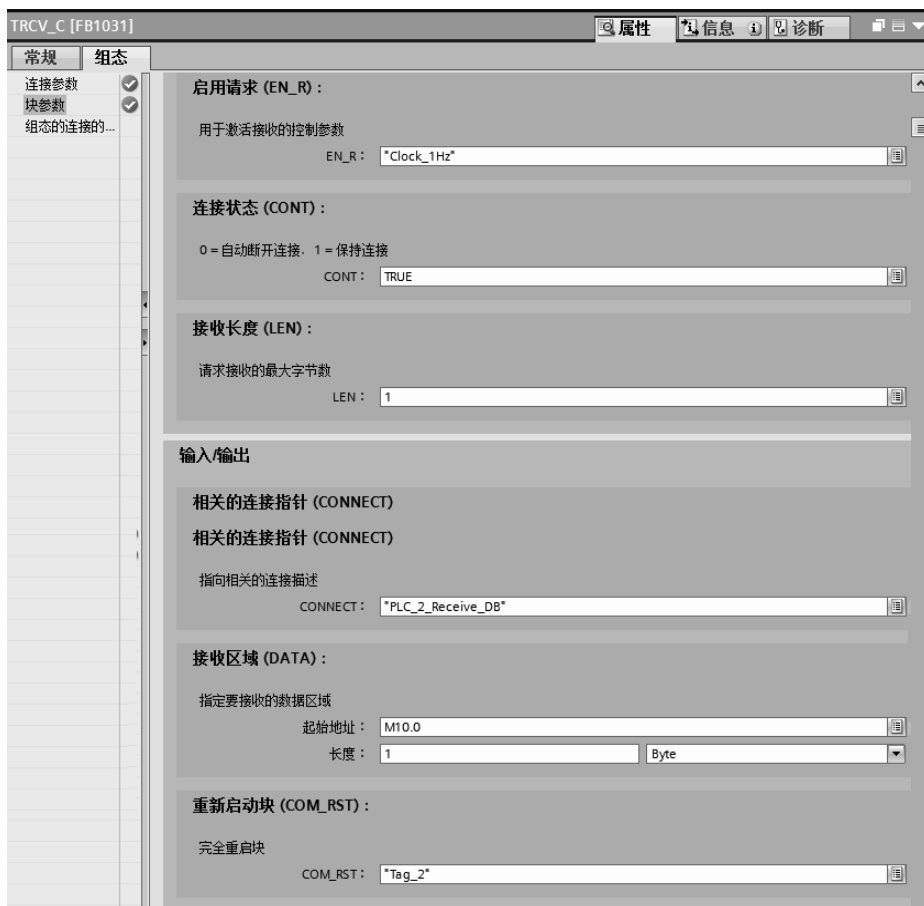 TRCV_C [FB1031]
属性 信息 诊断
常规 组态
连接参数
块参数
组态的连接的...
启用请求 (EN_R)：
用于激活接收的控制参数
EN_R： "Clock_1Hz"
连接状态 (CONT)：
0 = 自动断开连接. 1 = 保持连接
CONT： TRUE
接收长度 (LEN)：
请求接收的最大字节数
LEN： 1
输入/输出
相关的连接指针 (CONNECT)
相关的连接指针 (CONNECT)
指向相关的连接描述
CONNECT： "PLC_2_Receive_DB"
接收区域 (DATA)：
指定要接收的数据区域
起始地址： M10.0
长度： 1 Byte
重新启动块 (COM_RST)：
完全重启块
COM_RST： "Tag_2"